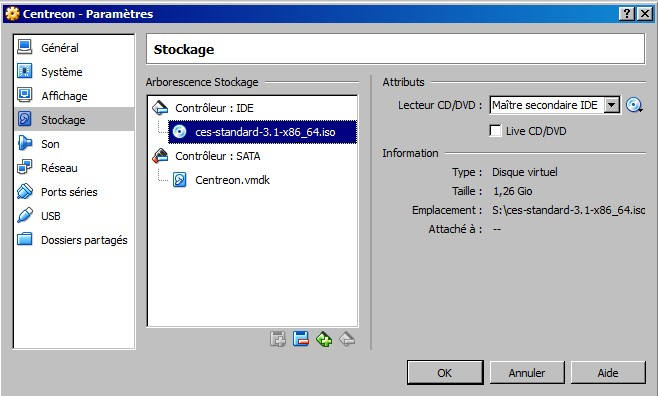 Centreon - Paramètres
Général
Système
Affichage
Stockage
Son
Réseau
Ports séries
USB
Dossiers partagés
Stockage
Arborescence Stockage
Contrôleur : IDE
ces-standard-3.1-x86_64.iso
Contrôleur : SATA
Centreon.vmdk
Attributs
Lecteur CD/DVD : Maître secondaire IDE
Live CD/DVD
Information
Type : Disque virtuel
Taille : 1,26 Gio
Emplacement : S:\ces-standard-3.1-x86_64.iso
Attaché à : --
OK Annuler Aide